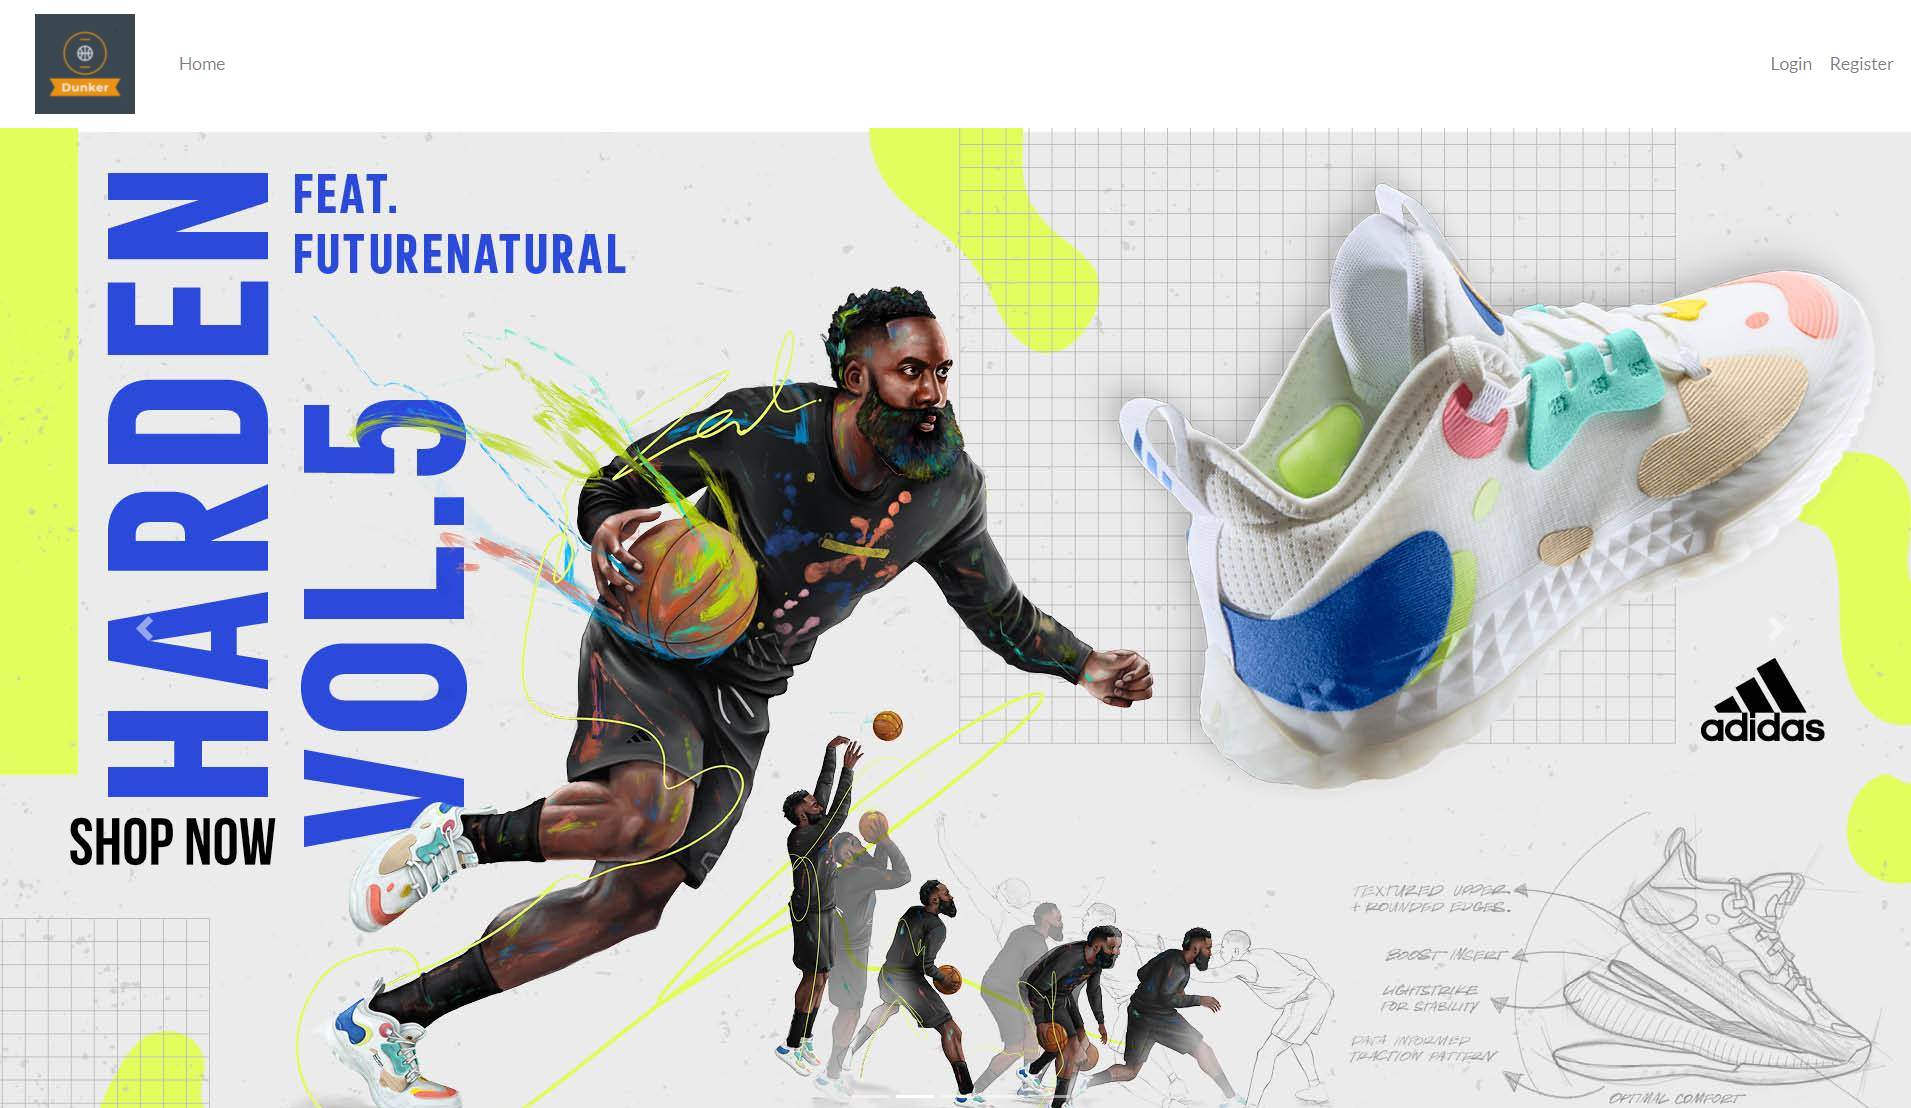 Dunker
Home
Login
Register
HARDEN
VOL.5
FEAT.
FUTURENATURAL
SHOP NOW
adidas
TEXTURED UPPER
+ ROUNDED EDGES.
BOOST INSERT
LIGHTSTRIKE
FOR STABILITY
DATA INFORMED
TRACTION PATTERN
OPTIMAL COMFORT